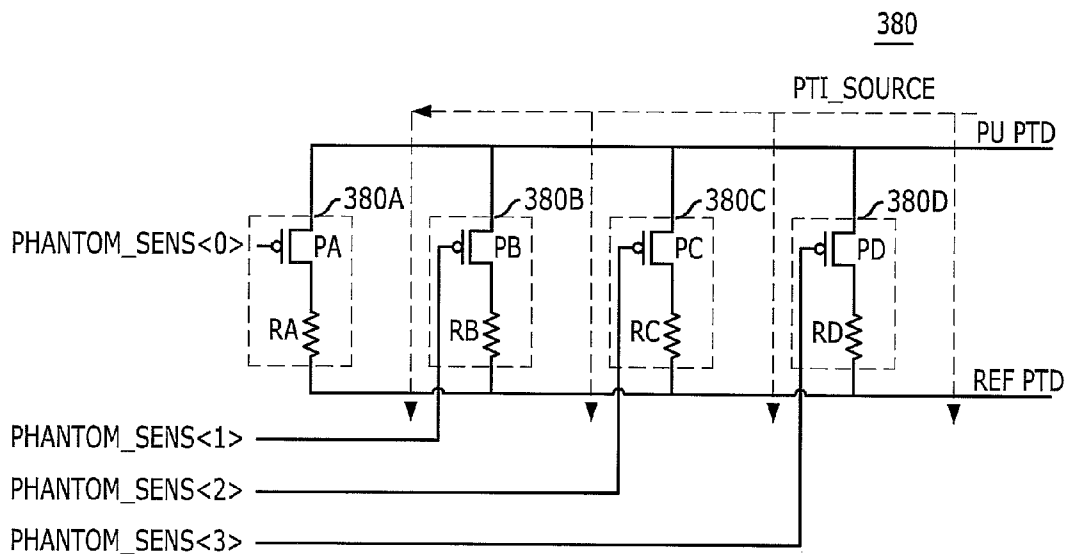 380
PTI_SOURCE
PU PTD
380A
380B
380C
380D
PHANTOM_SENS<0>
PA
PB
PC
PD
RA
RB
RC
RD
REF PTD
PHANTOM_SENS<1>
PHANTOM_SENS<2>
PHANTOM_SENS<3>